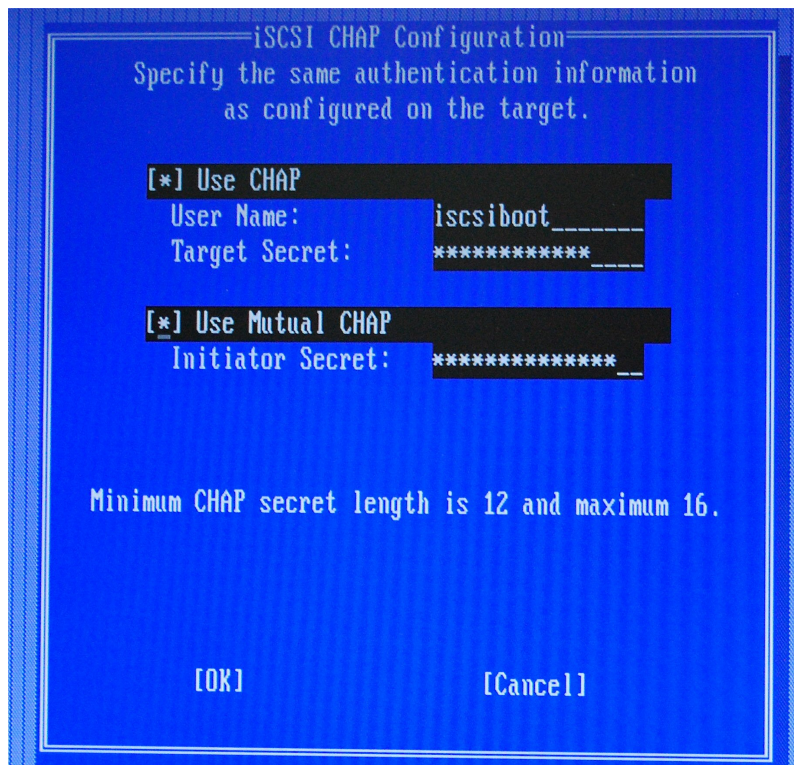 iSCSI CHAP Configuration
Specify the same authentication information
as configured on the target.
[*] Use CHAP
User Name: iscsiboot_______
Target Secret: ************____
[*] Use Mutual CHAP
Initiator Secret: **************__
Minimum CHAP secret length is 12 and maximum 16.
[OK] [Cancel]